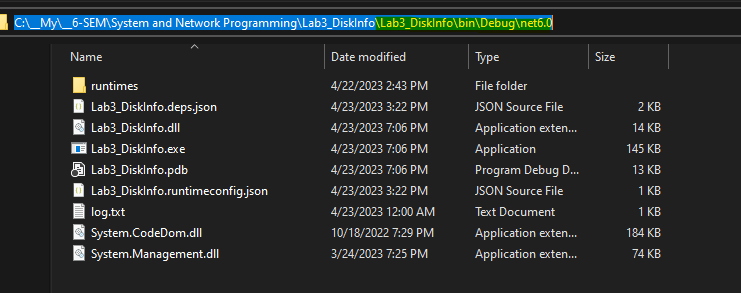 C:\__My\__6-SEM\System and Network Programming\Lab3_DiskInfo\Lab3_DiskInfo\bin\Debug\net6.0
Name Date modified Type Size
runtimes 4/22/2023 2:43 PM File folder
Lab3_DiskInfo.deps.json 4/23/2023 3:22 PM JSON Source File 2 KB
Lab3_DiskInfo.dll 4/23/2023 7:06 PM Application exten... 14 KB
Lab3_DiskInfo.exe 4/23/2023 7:06 PM Application 145 KB
Lab3_DiskInfo.pdb 4/23/2023 7:06 PM Program Debug D... 13 KB
Lab3_DiskInfo.runtimeconfig.json 4/23/2023 3:22 PM JSON Source File 1 KB
log.txt 4/23/2023 12:00 AM Text Document 1 KB
System.CodeDom.dll 10/18/2022 7:29 PM Application exten... 184 KB
System.Management.dll 3/24/2023 7:25 PM Application exten... 74 KB